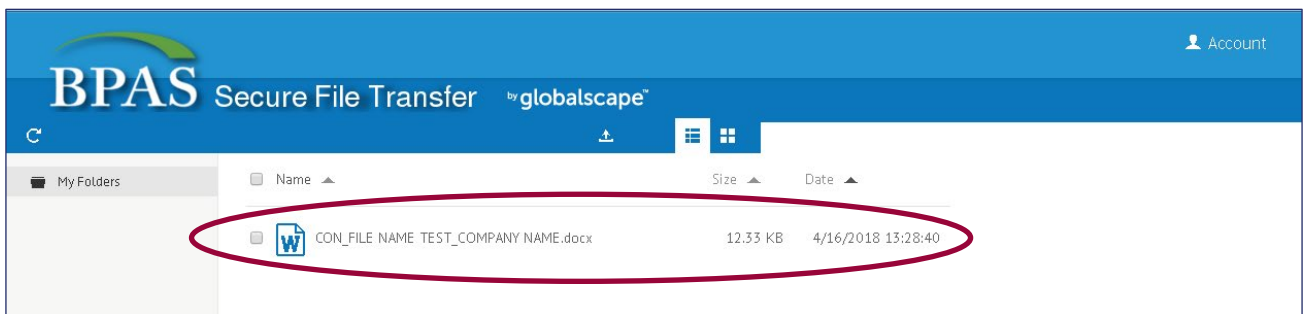 Account
BPAS Secure File Transfer by globalscape™
My Folders
Name Size Date
W CON_FILE NAME TEST_COMPANY NAME.docx 12.33 KB 4/16/2018 13:28:40